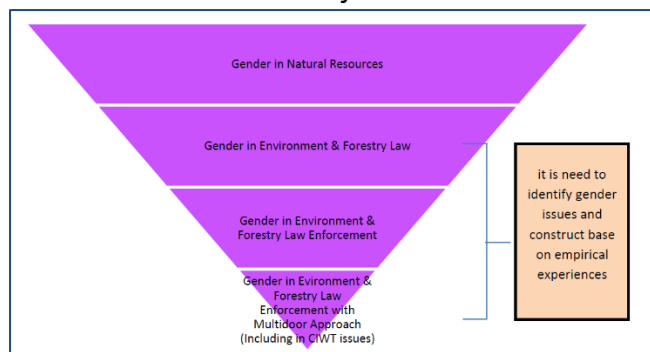 Gender in Natural Resources
Gender in Environment & Forestry Law
Gender in Environment &
Forestry Law Enforcement
Gender in Evironment &
Forestry Law
Enforcement with
Multidoor Approach
(Including in CIWT issues)
it is need to
identify gender
issues and
construct base
on empirical
experiences